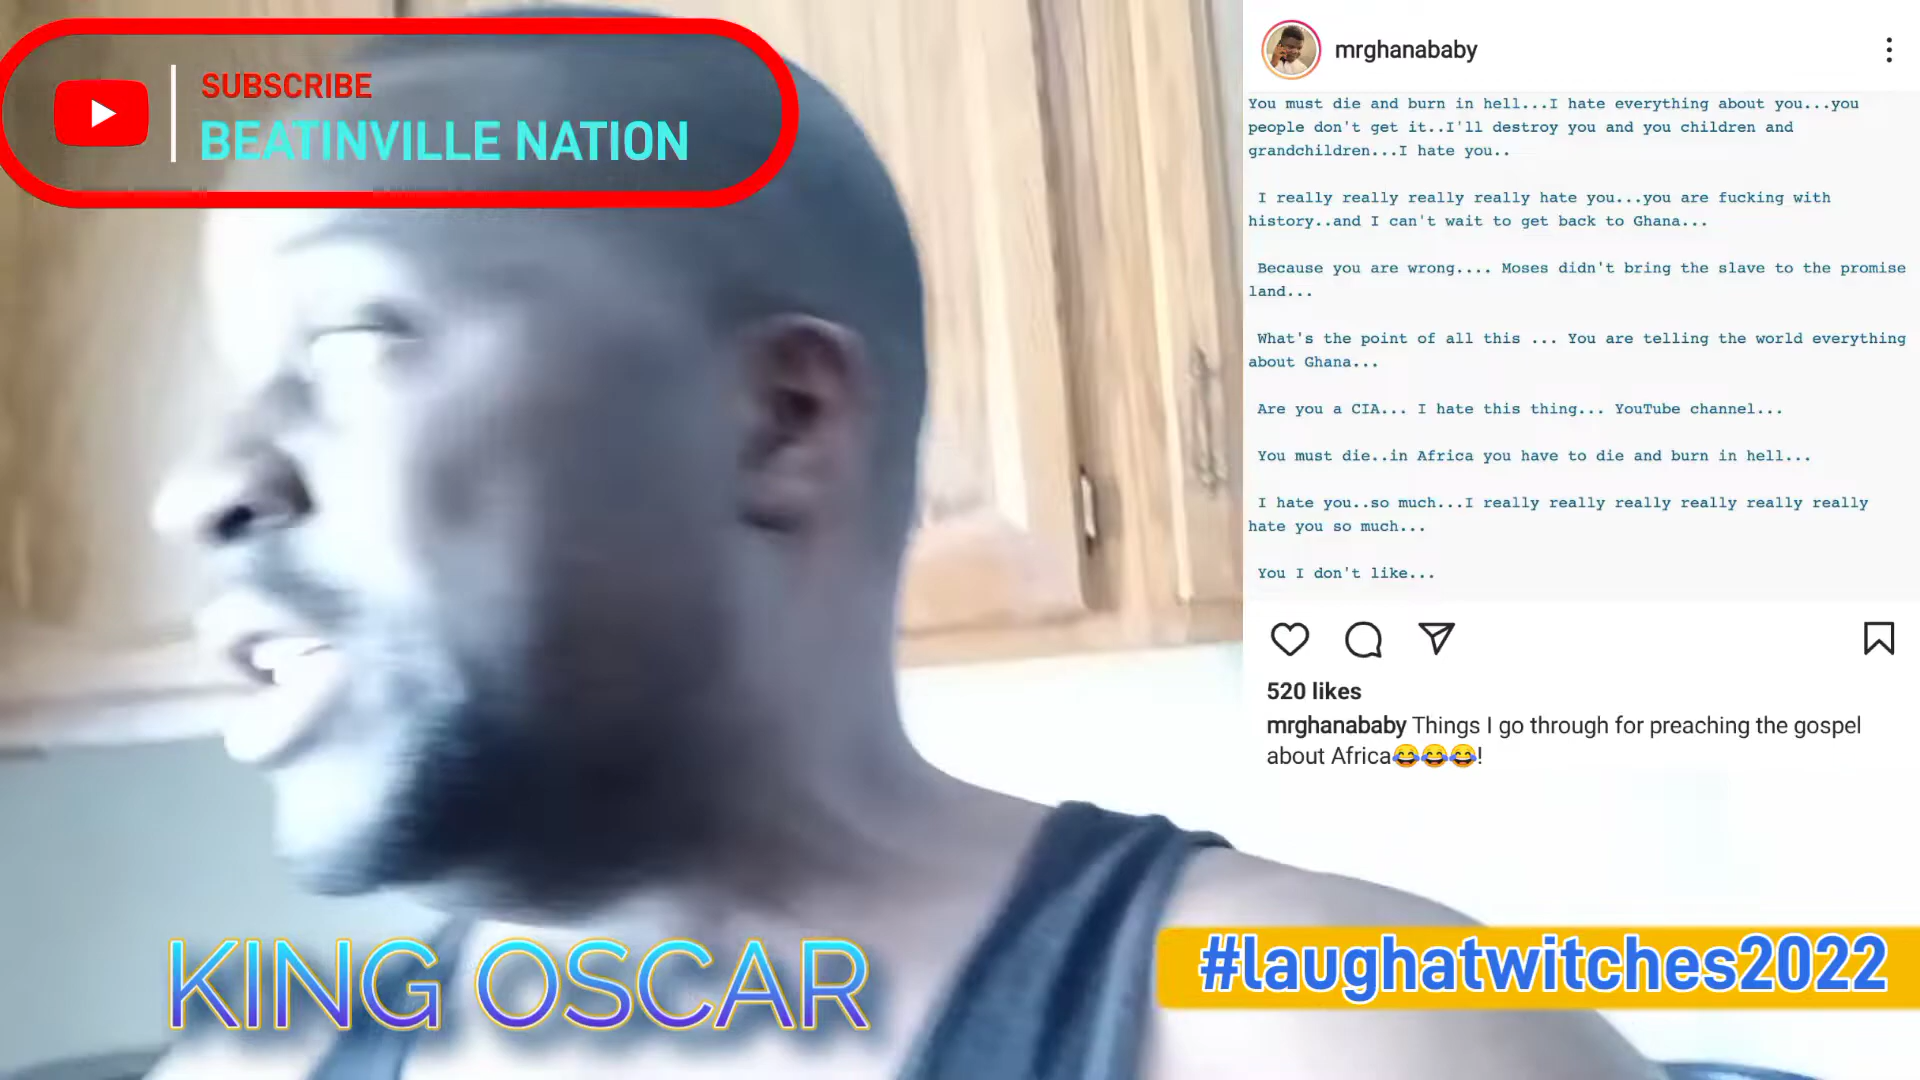 SUBSCRIBE
BEATINVILLE NATION
mrghanababy
You must die and burn in hell...I hate everything about you...you
people don't get it..I'll destroy you and you children and
grandchildren...I hate you..
I really really really really hate you...you are fucking with
history..and I can't wait to get back to Ghana...
Because you are wrong.... Moses didn't bring the slave to the promise
land...
What's the point of all this ... You are telling the world everything
about Ghana...
Are you a CIA... I hate this thing... YouTube channel...
You must die..in Africa you have to die and burn in hell...
I hate you..so much...I really really really really really really
hate you so much...
You I don't like...
520 likes
mrghanababy Things I go through for preaching the gospel
about Africa😂😂😂!
KING OSCAR
#laughatwitches2022